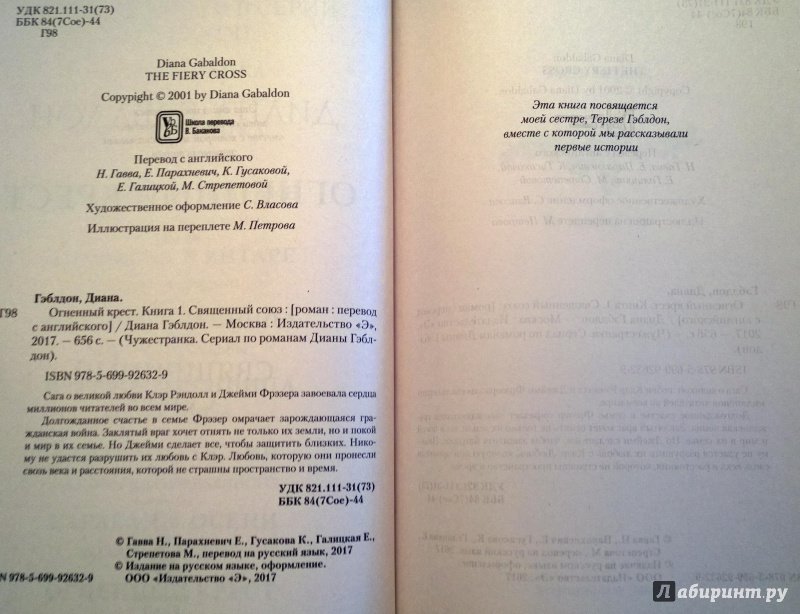 УДК 821.111-31(73)
ББК 84(7Сое)-44
Г98
Diana Gabaldon
THE FIERY CROSS
Copyright © 2001 by Diana Gabaldon
Школа перевода
В. Баканова
Перевод с английского
Н. Гавва, Е. Парахневич, К. Гусаковой,
Е. Галицкой, М. Стрепетовой
Художественное оформление С. Власова
Иллюстрация на переплете М. Петрова
Гэблдон, Диана.
Г98 Огненный крест. Книга 1. Священный союз : [роман : перевод
с английского] / Диана Гэблдон. — Москва : Издательство «Э»,
2017. — 656 с. — (Чужестранка. Сериал по романам Дианы Гэбл-
дон).
ISBN 978-5-699-92632-9
Сага о великой любви Клэр Рэндолл и Джейми Фрэзера завоевала сердца
миллионов читателей во всем мире.
Долгожданное счастье в семье Фрэзер омрачает зарождающаяся гра-
жданская война. Заклятый враг хочет отнять не только их земли, но и покой
и мир в их семье. Но Джейми сделает все, чтобы защитить близких. Нико-
му не удастся разрушить их любовь с Клэр. Любовь, которую они пронесли
сквозь века и расстояния, которой не страшны пространство и время.
УДК 821.111-31(73)
ББК 84(7Сое)-44
© Гавва Н., Парахневич Е., Гусакова К., Галицкая Е.,
Стрепетова М., перевод на русский язык, 2017
© Издание на русском языке, оформление.
N 978-5-699-92632-9 ООО «Издательство «Э», 2017
Эта книга посвящается
моей сестре, Терезе Гэблдон,
вместе с которой мы рассказывали
первые истории
Лабиринт.ру